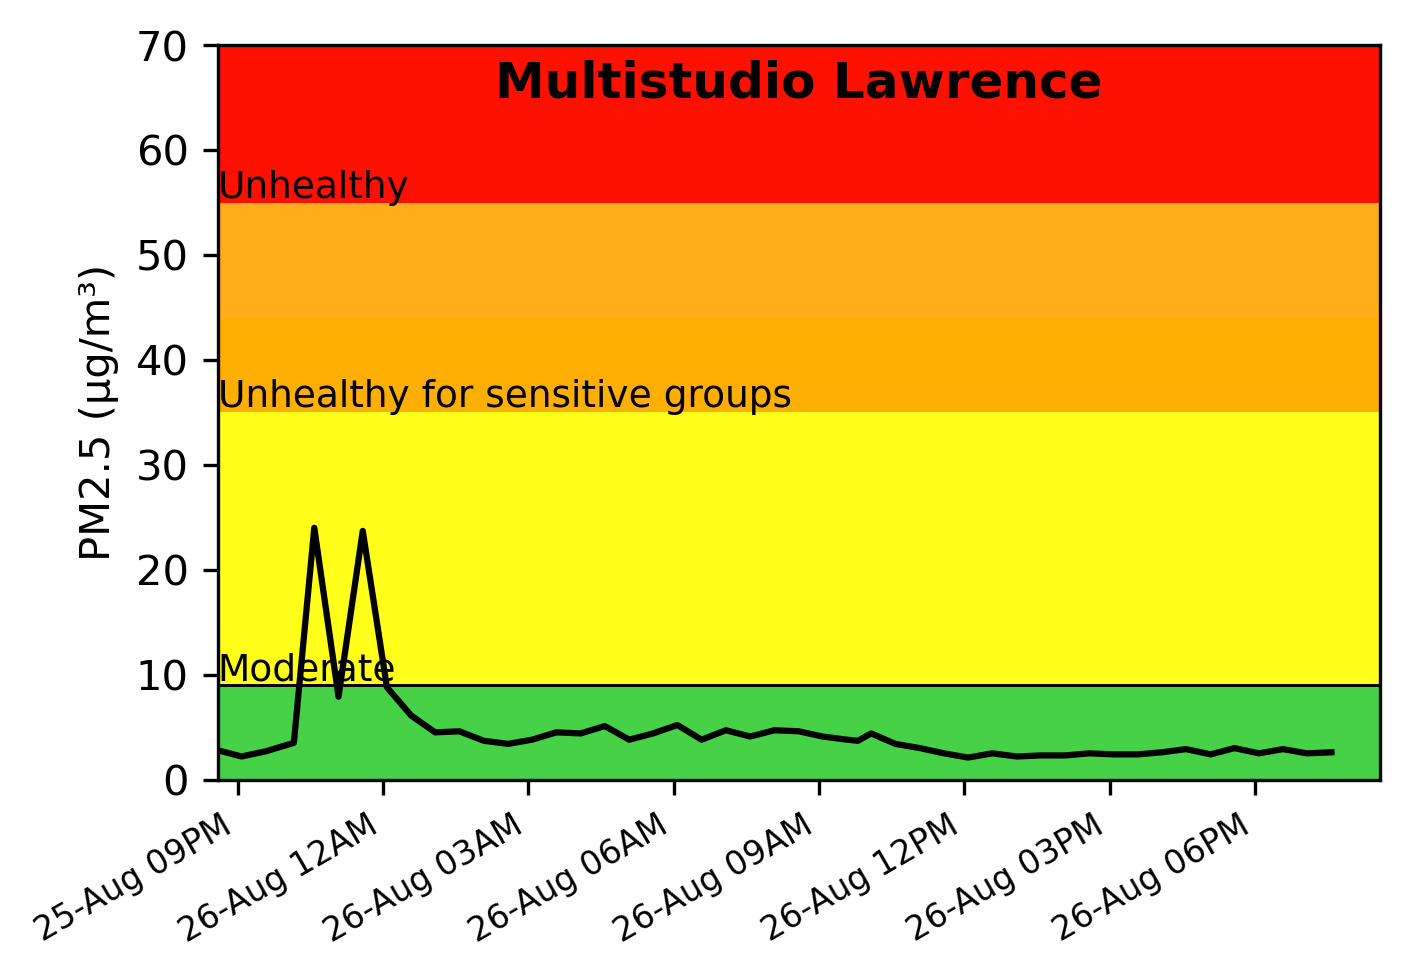 Multistudio Lawrence
PM2.5 (µg/m³)
70
60
50
40
30
20
10
0
Unhealthy
Unhealthy for sensitive groups
Moderate
25-Aug 09PM
26-Aug 12AM
26-Aug 03AM
26-Aug 06AM
26-Aug 09AM
26-Aug 12PM
26-Aug 03PM
26-Aug 06PM